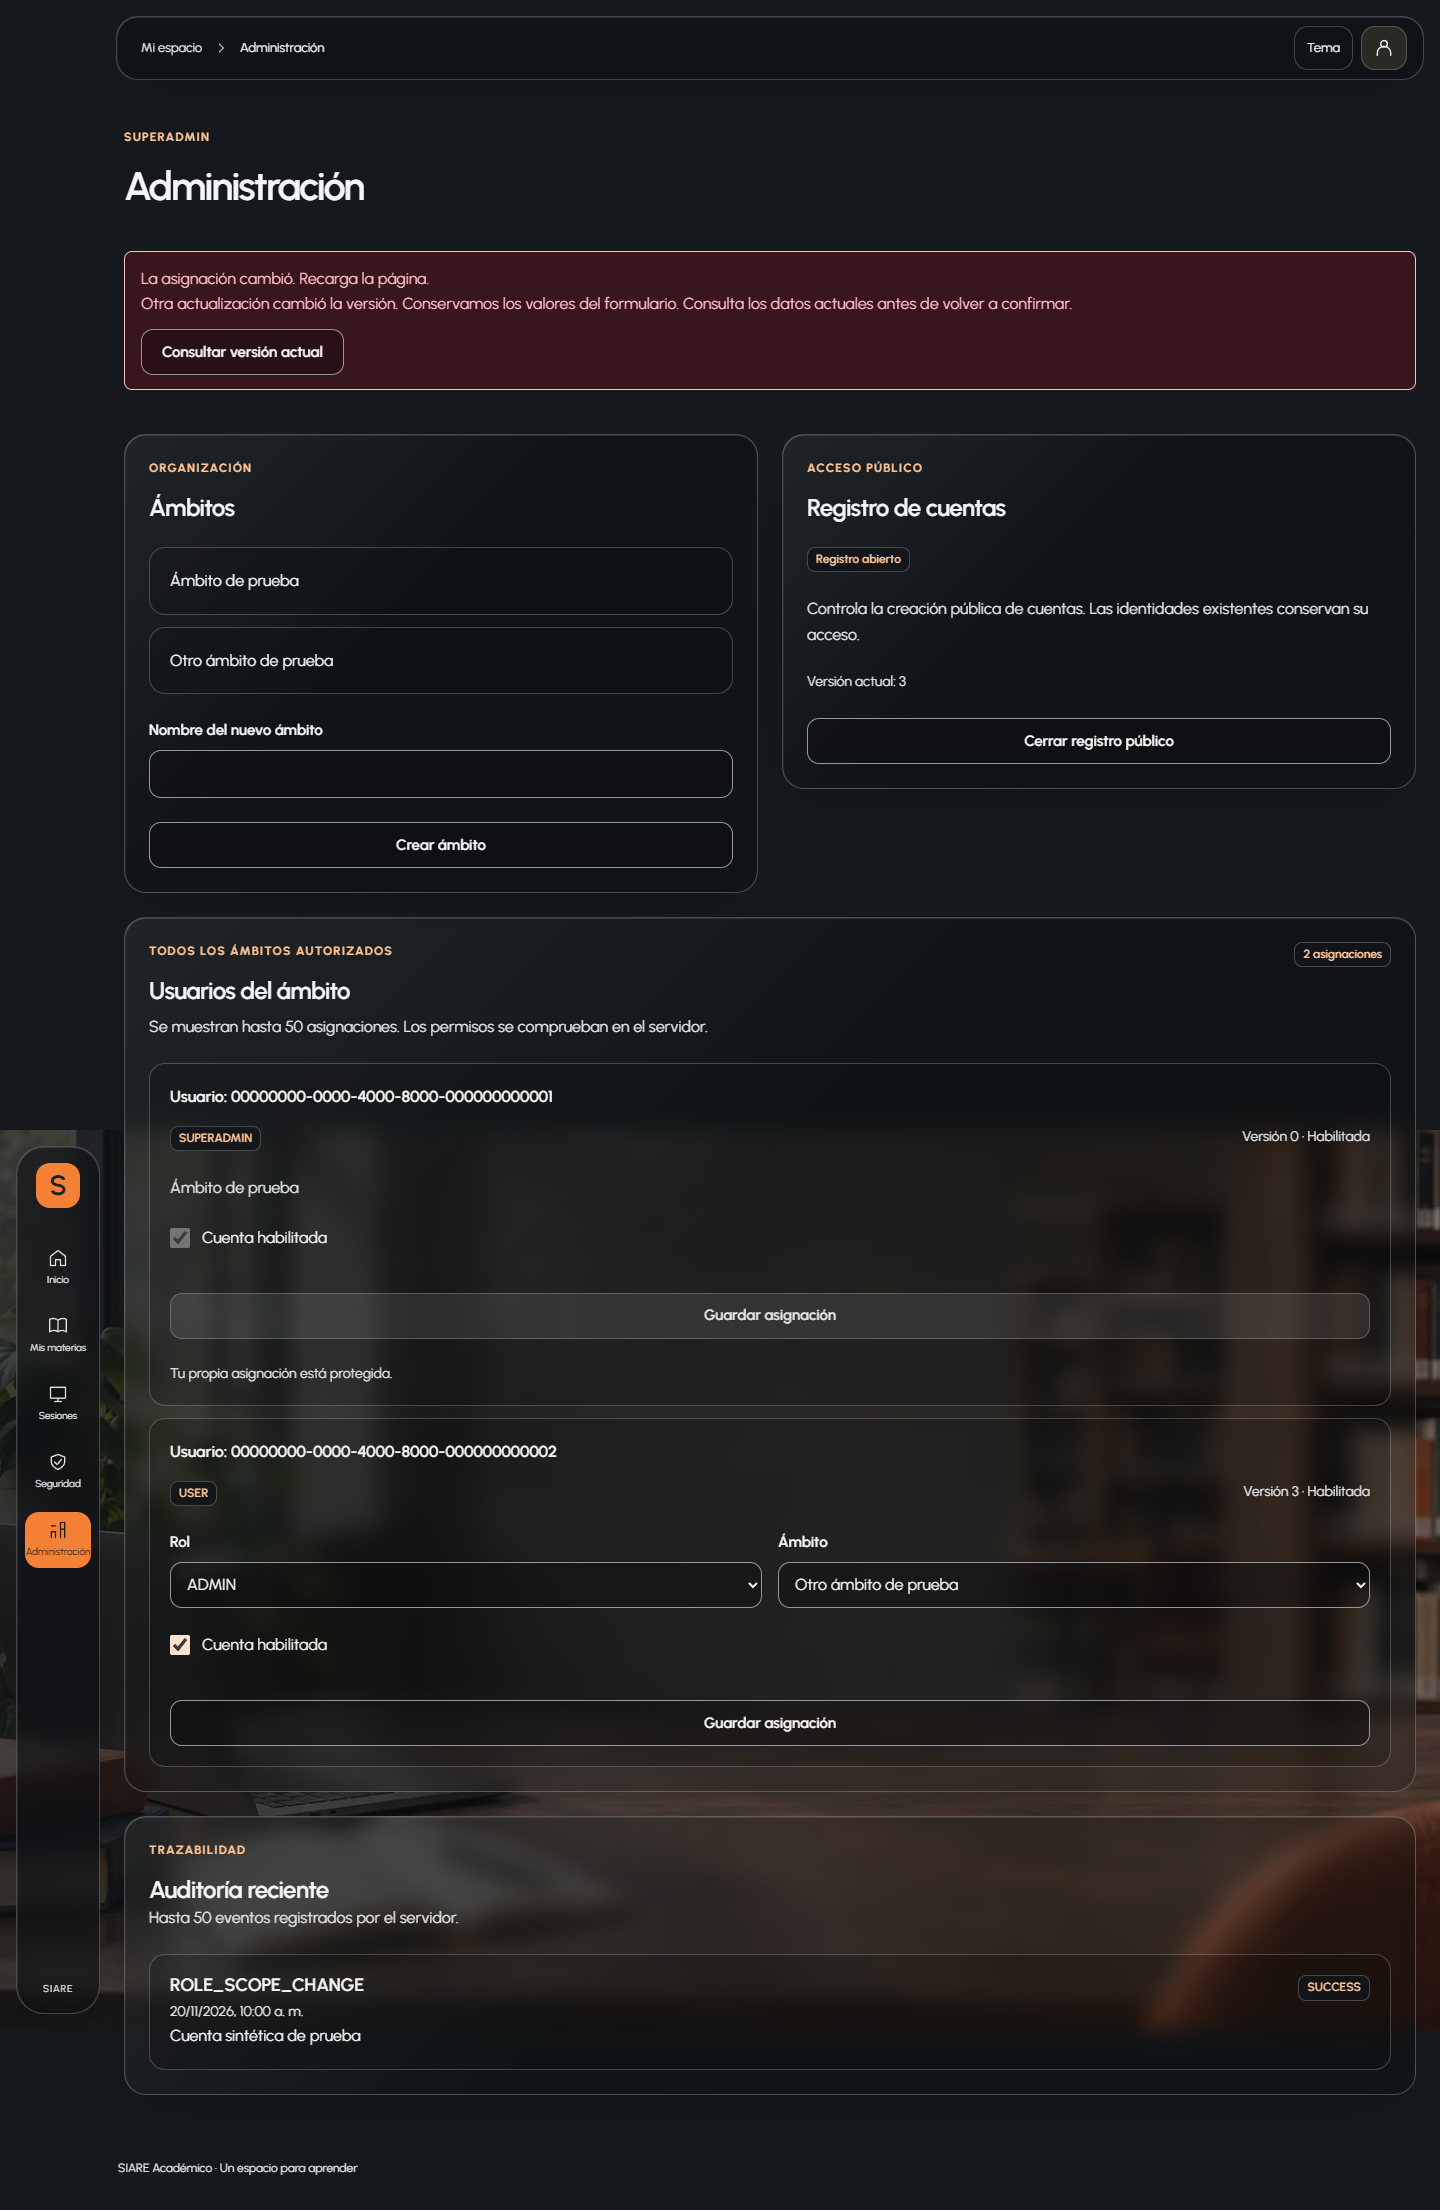 Mi espacio > Administración
Tema
SUPERADMIN
Administración
La asignación cambió. Recarga la página.
Otra actualización cambió la versión. Conservamos los valores del formulario. Consulta los datos actuales antes de volver a confirmar.
Consultar versión actual
ORGANIZACIÓN
Ámbitos
Ámbito de prueba
Otro ámbito de prueba
Nombre del nuevo ámbito
Crear ámbito
ACCESO PÚBLICO
Registro de cuentas
Registro abierto
Controla la creación pública de cuentas. Las identidades existentes conservan su
acceso.
Versión actual: 3
Cerrar registro público
TODOS LOS ÁMBITOS AUTORIZADOS
2 asignaciones
Usuarios del ámbito
Se muestran hasta 50 asignaciones. Los permisos se comprueban en el servidor.
Usuario: 00000000-0000-4000-8000-000000000001
SUPERADMIN
Versión 0 · Habilitada
Ámbito de prueba
Cuenta habilitada
Guardar asignación
Tu propia asignación está protegida.
Usuario: 00000000-0000-4000-8000-000000000002
USER
Versión 3 · Habilitada
Rol
Ámbito
ADMIN
Otro ámbito de prueba
Cuenta habilitada
Guardar asignación
TRAZABILIDAD
Auditoría reciente
Hasta 50 eventos registrados por el servidor.
ROLE_SCOPE_CHANGE
SUCCESS
20/11/2026, 10:00 a. m.
Cuenta sintética de prueba
S
Inicio
Mis materias
Sesiones
Seguridad
Administración
SIARE
SIARE Académico · Un espacio para aprender